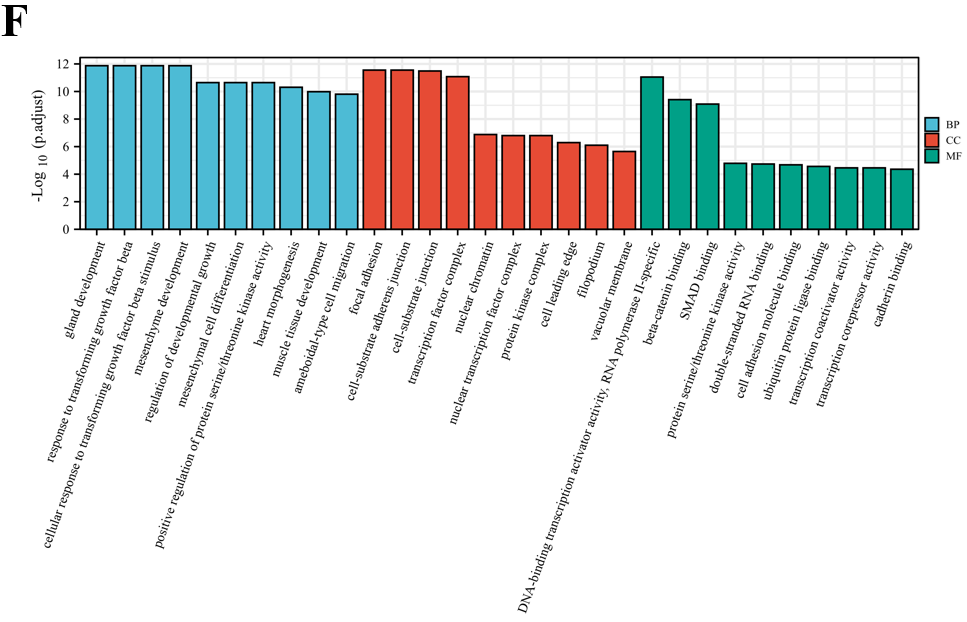 F
-Log 10 (p.adjust)
12
10
8
6
4
2
0
gland development
response to transforming growth factor beta
cellular response to transforming growth factor beta stimulus
mesenchyme development
regulation of developmental growth
mesenchymal cell differentiation
positive regulation of protein serine/threonine kinase activity
heart morphogenesis
muscle tissue development
ameboidal-type cell migration
focal adhesion
cell-substrate adherens junction
cell-substrate junction
transcription factor complex
nuclear chromatin
nuclear transcription factor complex
protein kinase complex
cell leading edge
filopodium
vacuolar membrane
DNA-binding transcription activator activity, RNA polymerase II-specific
beta-catenin binding
SMAD binding
protein serine/threonine kinase activity
double-stranded RNA binding
cell adhesion molecule binding
ubiquitin protein ligase binding
transcription coactivator activity
transcription corepressor activity
cadherin binding
BP
CC
MF